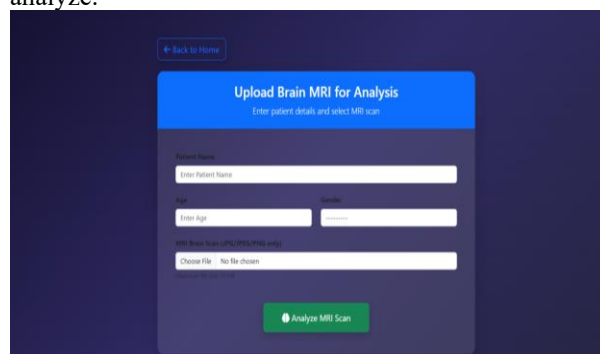 analyze.
← Back to Home
Upload Brain MRI for Analysis
Enter patient details and select MRI scan
Patient Name
Enter Patient Name
Age
Gender
Enter Age
---------
MRI Brain Scan (JPG/JPEG/PNG only)
Choose File No file chosen
Analyze MRI Scan